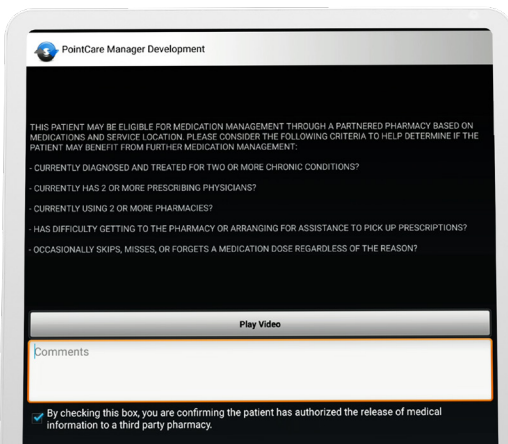 PointCare Manager Development
THIS PATIENT MAY BE ELIGIBLE FOR MEDICATION MANAGEMENT THROUGH A PARTNERED PHARMACY BASED ON
MEDICATIONS AND SERVICE LOCATION. PLEASE CONSIDER THE FOLLOWING CRITERIA TO HELP DETERMINE IF THE
PATIENT MAY BENEFIT FROM FURTHER MEDICATION MANAGEMENT:
- CURRENTLY DIAGNOSED AND TREATED FOR TWO OR MORE CHRONIC CONDITIONS?
- CURRENTLY HAS 2 OR MORE PRESCRIBING PHYSICIANS?
- CURRENTLY USING 2 OR MORE PHARMACIES?
- HAS DIFFICULTY GETTING TO THE PHARMACY OR ARRANGING FOR ASSISTANCE TO PICK UP PRESCRIPTIONS?
- OCCASIONALLY SKIPS, MISSES, OR FORGETS A MEDICATION DOSE REGARDLESS OF THE REASON?
Play Video
Comments
By checking this box, you are confirming the patient has authorized the release of medical
information to a third party pharmacy.